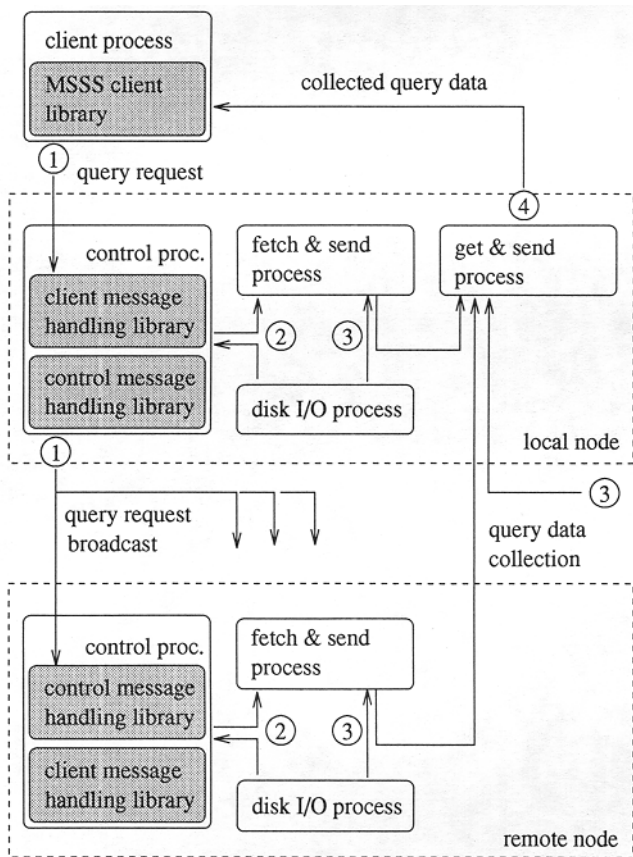 client process
MSSS client
library
collected query data
1
query request
4
control proc.
client message
handling library
control message
handling library
fetch & send
process
get & send
process
2
3
disk I/O process
local node
1
3
query request
broadcast
query data
collection
control proc.
control message
handling library
client message
handling library
fetch & send
process
2
3
disk I/O process
remote node